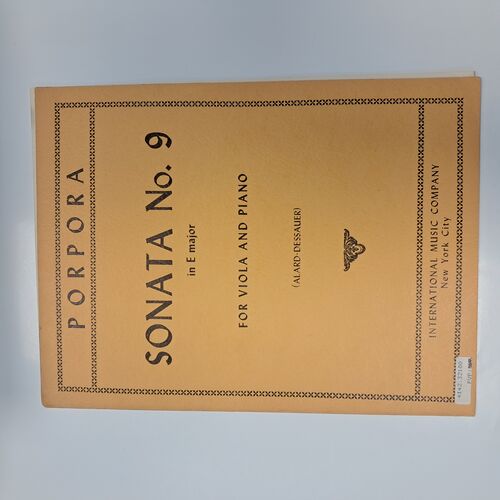 PORPORA
SONATA No. 9
in E major
FOR VIOLA AND PIANO
(ALARD-DESSAUER)
INTERNATIONAL MUSIC COMPANY
New York City